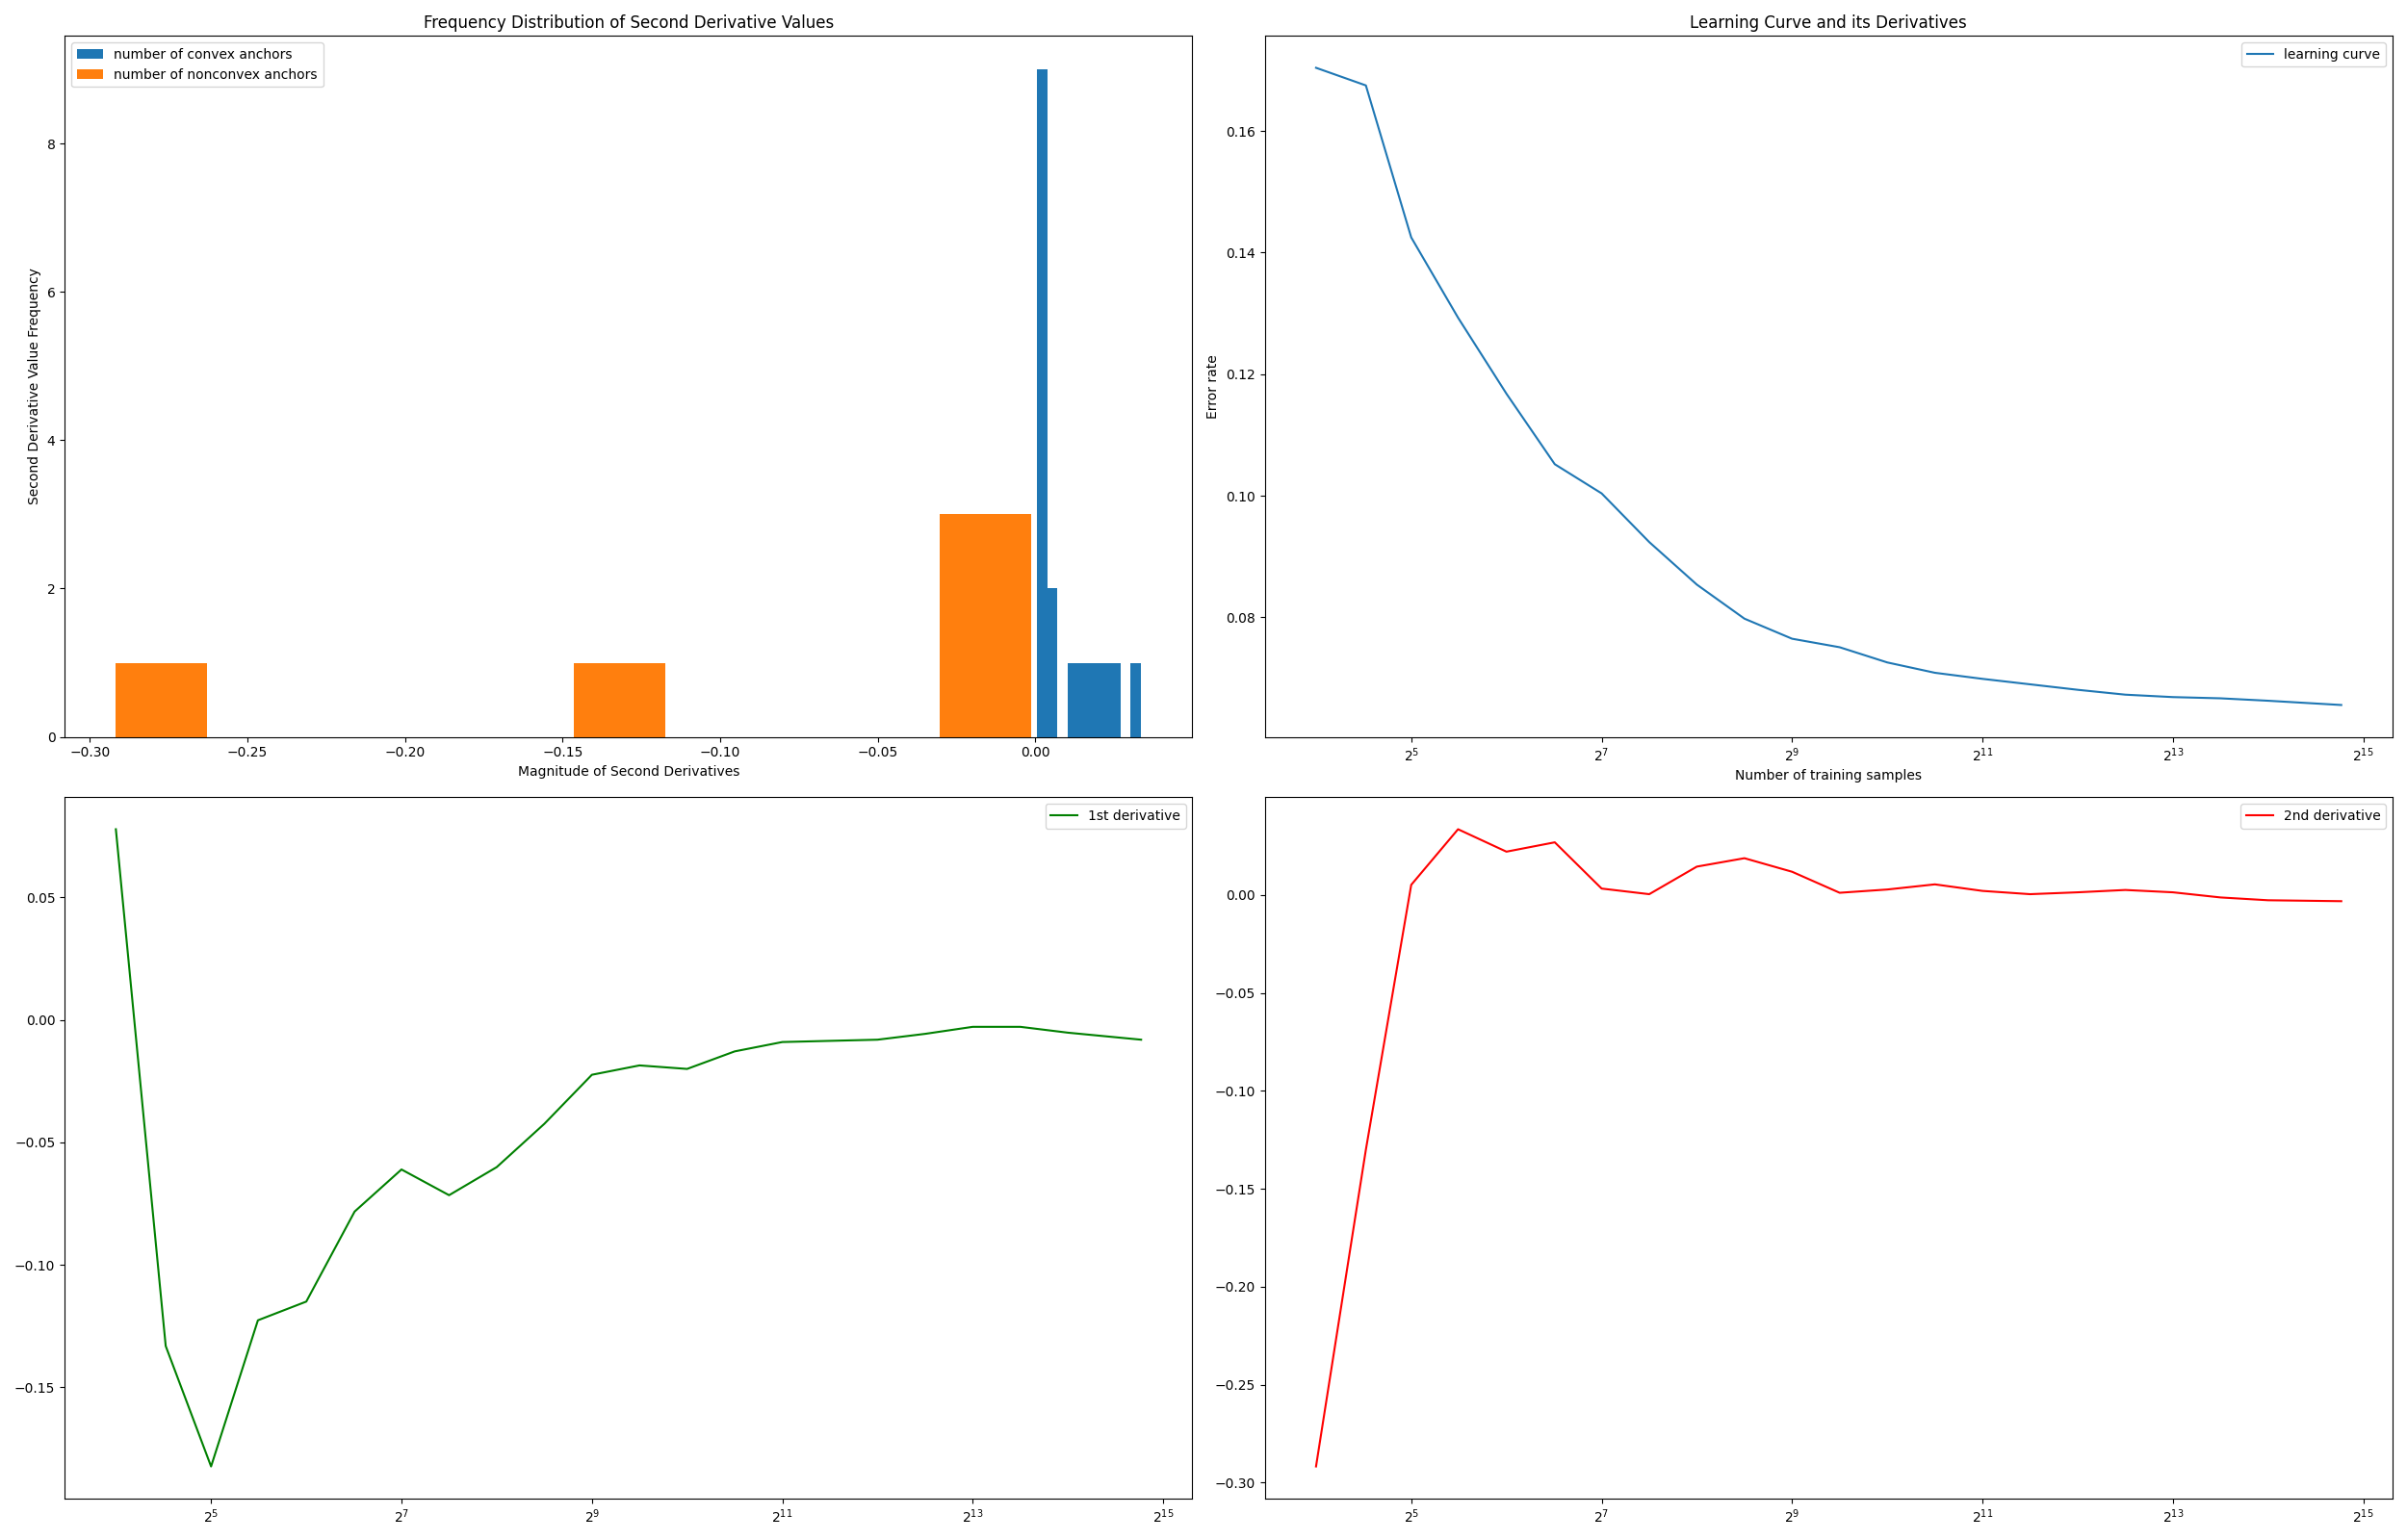 Frequency Distribution of Second Derivative Values
number of convex anchors
number of nonconvex anchors
Second Derivative Value Frequency
8
6
4
2
0
−0.30 −0.25 −0.20 −0.15 −0.10 −0.05 0.00
Magnitude of Second Derivatives
Learning Curve and its Derivatives
learning curve
Error rate
0.16
0.14
0.12
0.10
0.08
2^5 2^7 2^9 2^11 2^13 2^15
Number of training samples
1st derivative
0.05
0.00
−0.05
−0.10
−0.15
2^5 2^7 2^9 2^11 2^13 2^15
2nd derivative
0.00
−0.05
−0.10
−0.15
−0.20
−0.25
−0.30
2^5 2^7 2^9 2^11 2^13 2^15